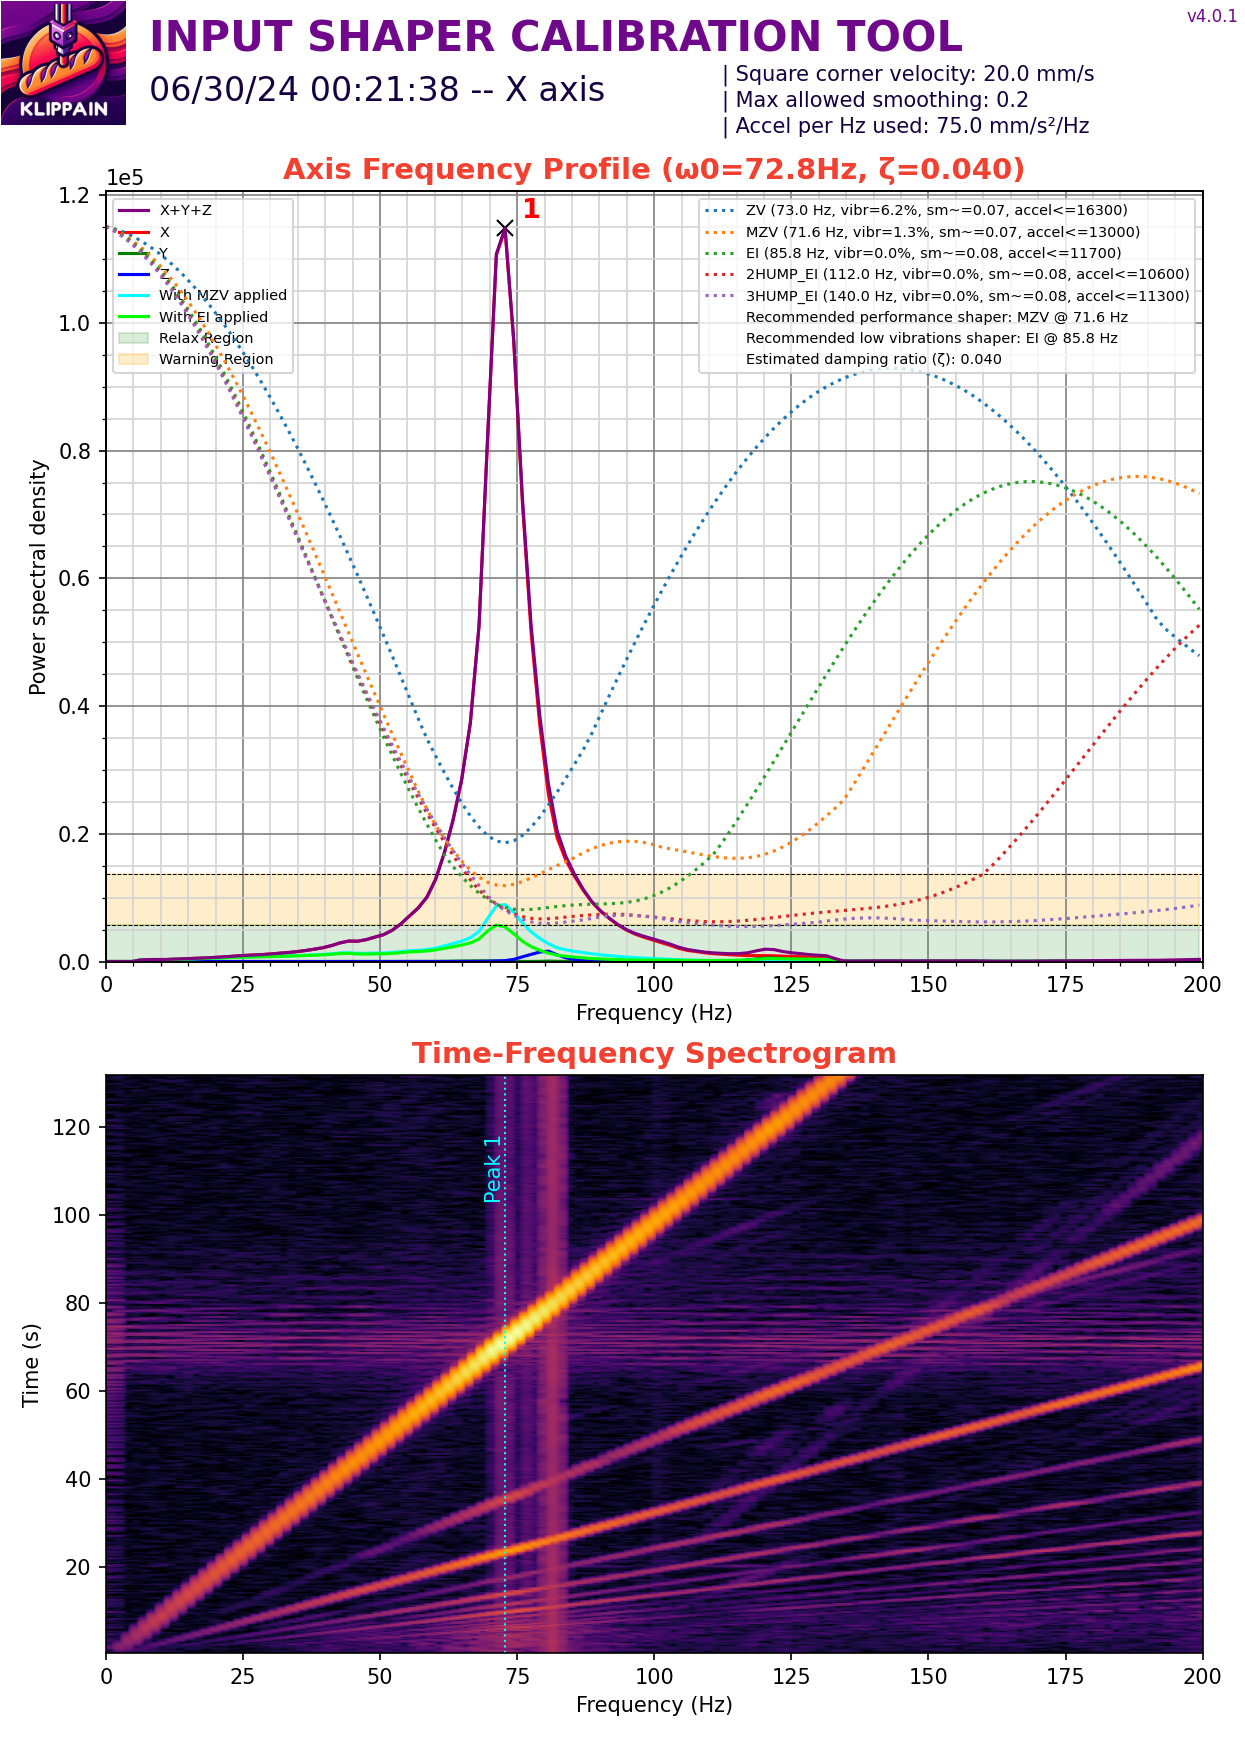 v4.0.1
INPUT SHAPER CALIBRATION TOOL
06/30/24 00:21:38 -- X axis
| Square corner velocity: 20.0 mm/s
| Max allowed smoothing: 0.2
| Accel per Hz used: 75.0 mm/s²/Hz
KLIPPAIN
Axis Frequency Profile (ω0=72.8Hz, ζ=0.040)
1e5
1.2
1.0
0.8
0.6
0.4
0.2
0.0
Power spectral density
X+Y+Z
X
Y
Z
With MZV applied
With EI applied
Relax Region
Warning Region
1
ZV (73.0 Hz, vibr=6.2%, sm~=0.07, accel<=16300)
MZV (71.6 Hz, vibr=1.3%, sm~=0.07, accel<=13000)
EI (85.8 Hz, vibr=0.0%, sm~=0.08, accel<=11700)
2HUMP_EI (112.0 Hz, vibr=0.0%, sm~=0.08, accel<=10600)
3HUMP_EI (140.0 Hz, vibr=0.0%, sm~=0.08, accel<=11300)
Recommended performance shaper: MZV @ 71.6 Hz
Recommended low vibrations shaper: EI @ 85.8 Hz
Estimated damping ratio (ζ): 0.040
0 25 50 75 100 125 150 175 200
Frequency (Hz)
Time-Frequency Spectrogram
120
100
80
60
40
20
Time (s)
Peak 1
0 25 50 75 100 125 150 175 200
Frequency (Hz)